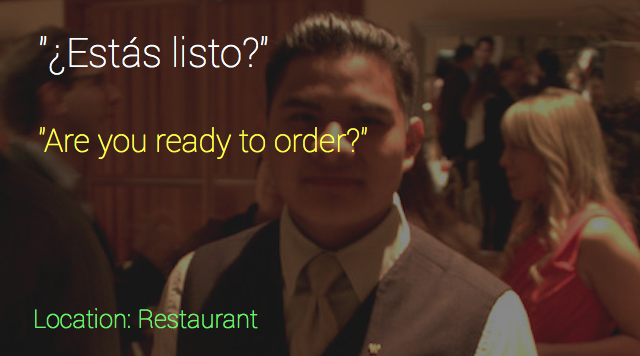 "¿Estás listo?"
"Are you ready to order?"
Location: Restaurant